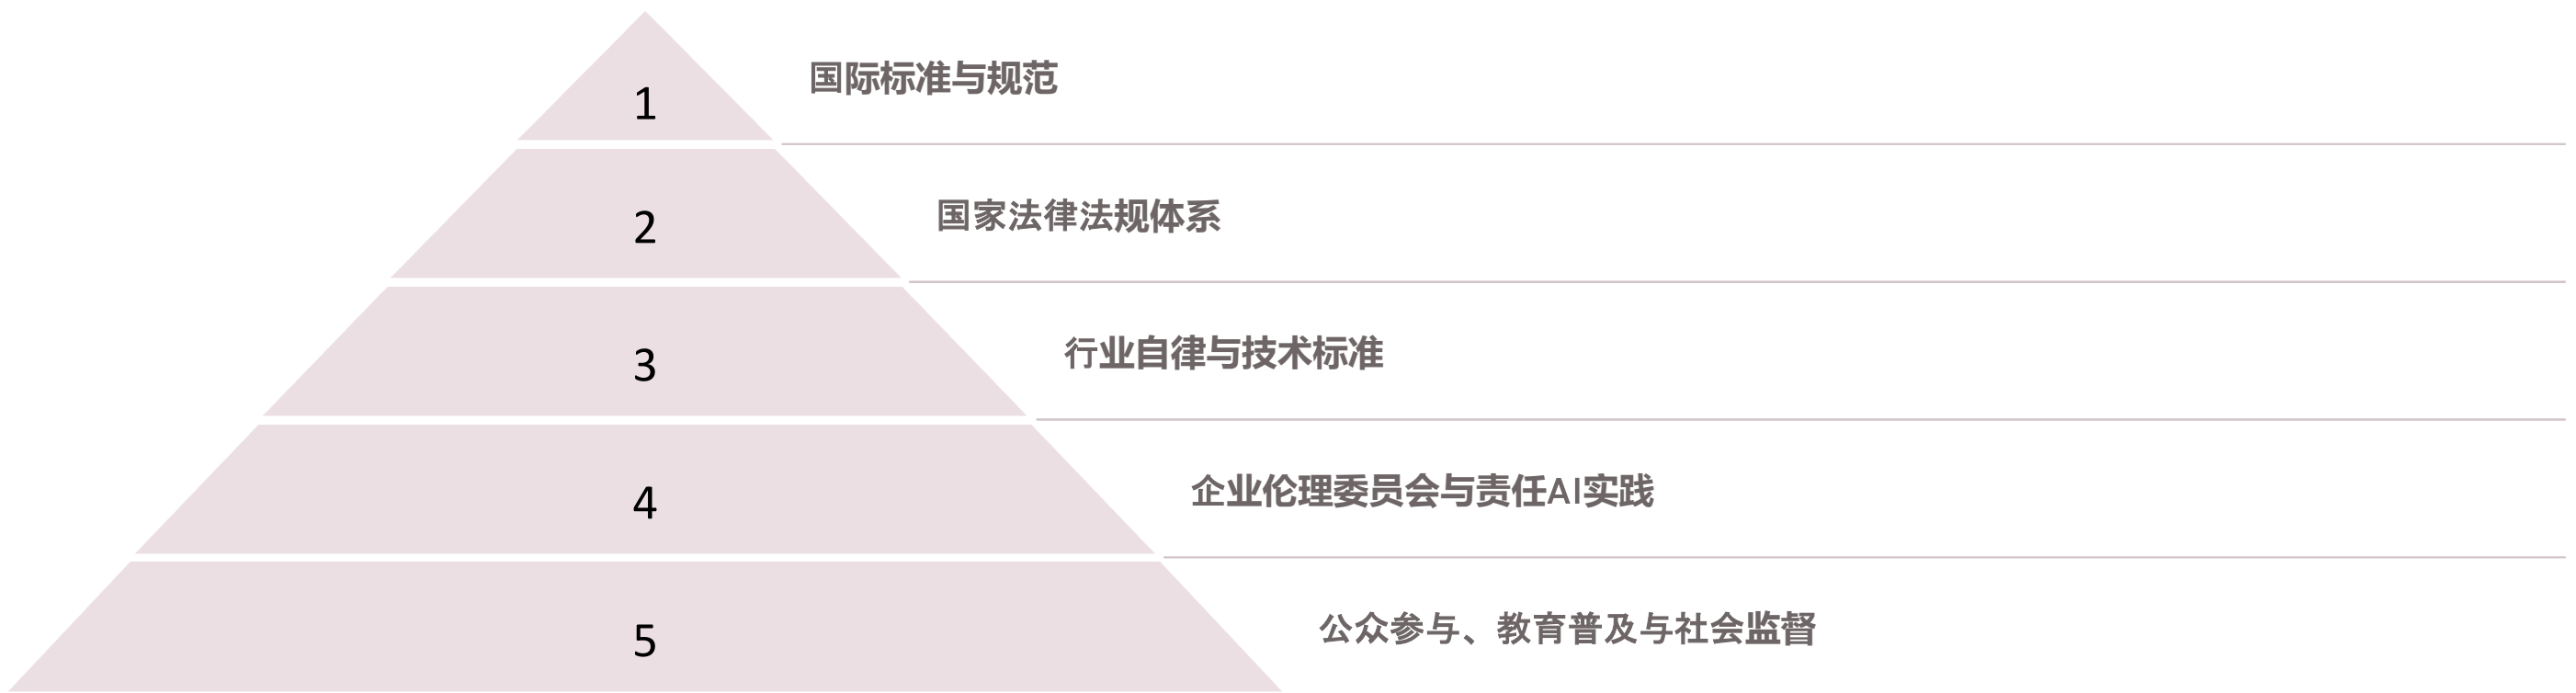 1
国际标准与规范
2
国家法律法规体系
3
行业自律与技术标准
4
企业伦理委员会与责任AI实践
5
公众参与、教育普及与社会监督